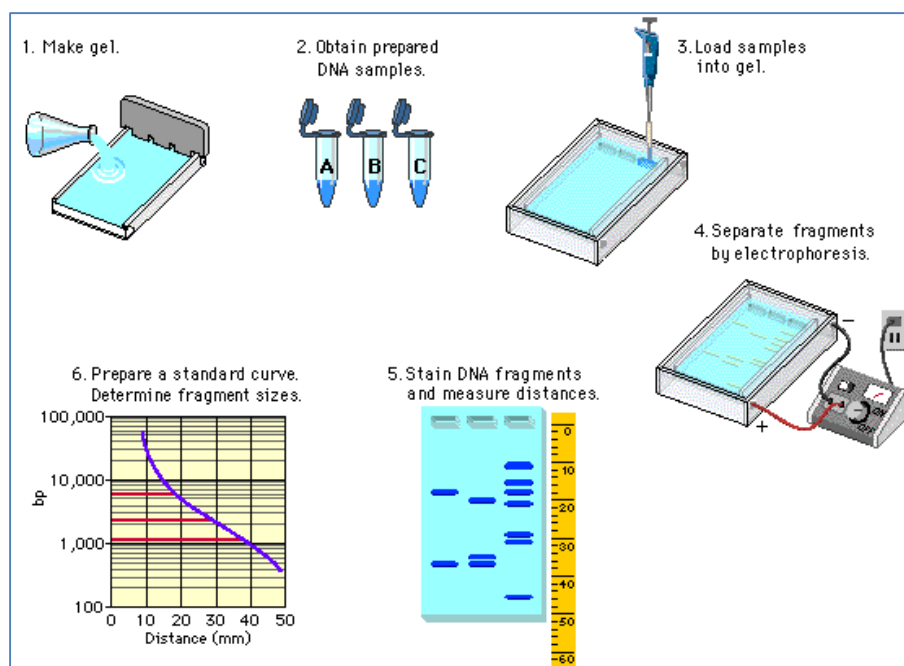 1. Make gel.
2. Obtain prepared
DNA samples.
A B C
3. Load samples
into gel.
4. Separate fragments
by electrophoresis.
−
+
ON
OFF
5. Stain DNA fragments
and measure distances.
0
10
20
30
40
50
60
6. Prepare a standard curve.
Determine fragment sizes.
100,000
10,000
1,000
100
bp
0 10 20 30 40 50
Distance (mm)